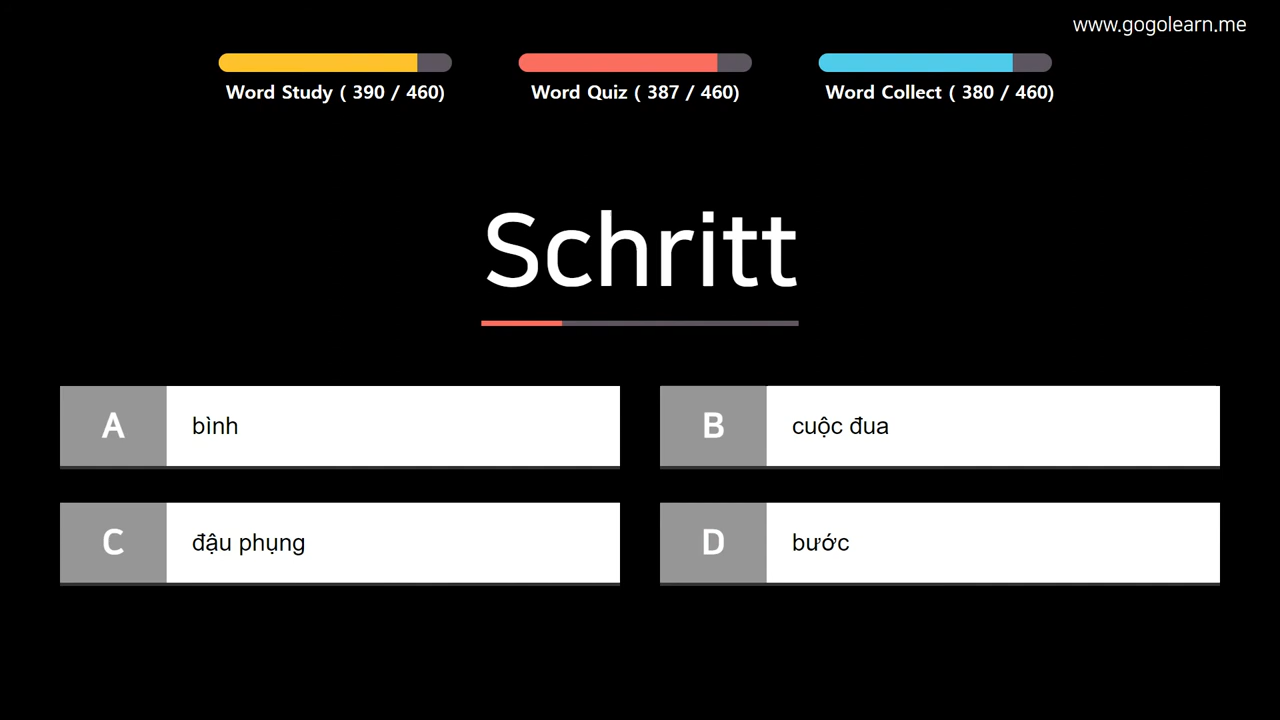 www.gogolearn.me
Word Study ( 390 / 460)
Word Quiz ( 387 / 460)
Word Collect ( 380 / 460)
Schritt
A bình
B cuộc đua
C đậu phụng
D bước